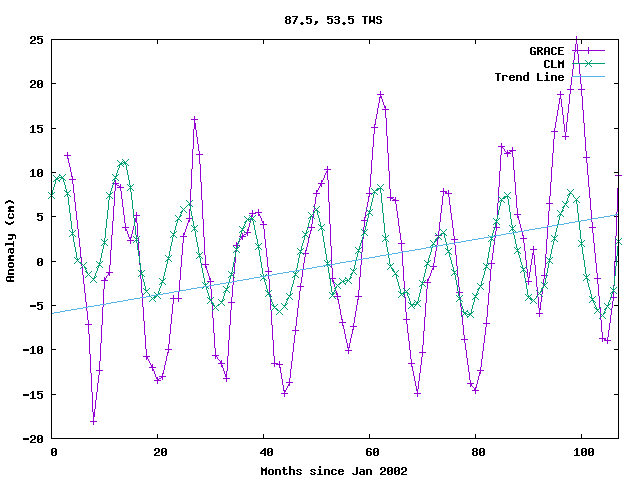 87.5, 53.5 TWS
25
GRACE
CLM
Trend Line
20
15
10
5
0
-5
-10
-15
-20
Anomaly (cm)
0 20 40 60 80 100
Months since Jan 2002